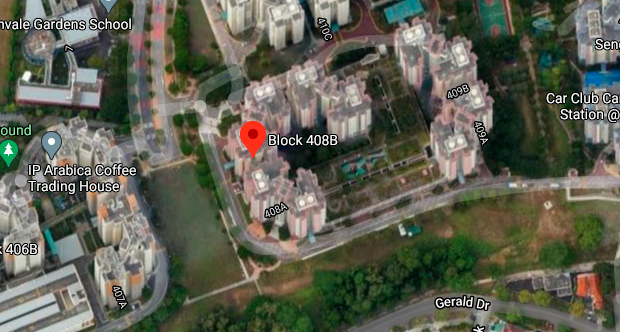 nvale Gardens School
410C
Sen
409B
Car Club Ca
Station @
409A
ound
Block 408B
IP Arabica Coffee
Trading House
408A
k 406B
407A
Gerald Dr
k